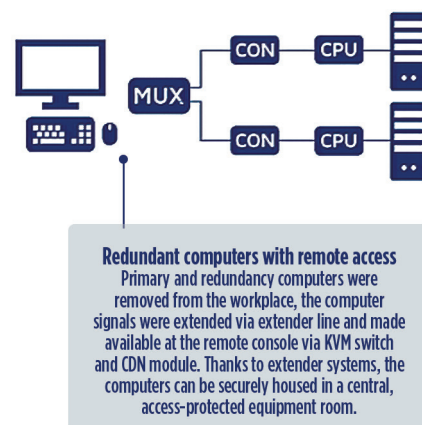 CON CPU
MUX
CON CPU
Redundant computers with remote access
Primary and redundancy computers were
removed from the workplace, the computer
signals were extended via extender line and made
available at the remote console via KVM switch
and CDN module. Thanks to extender systems, the
computers can be securely housed in a central,
access-protected equipment room.